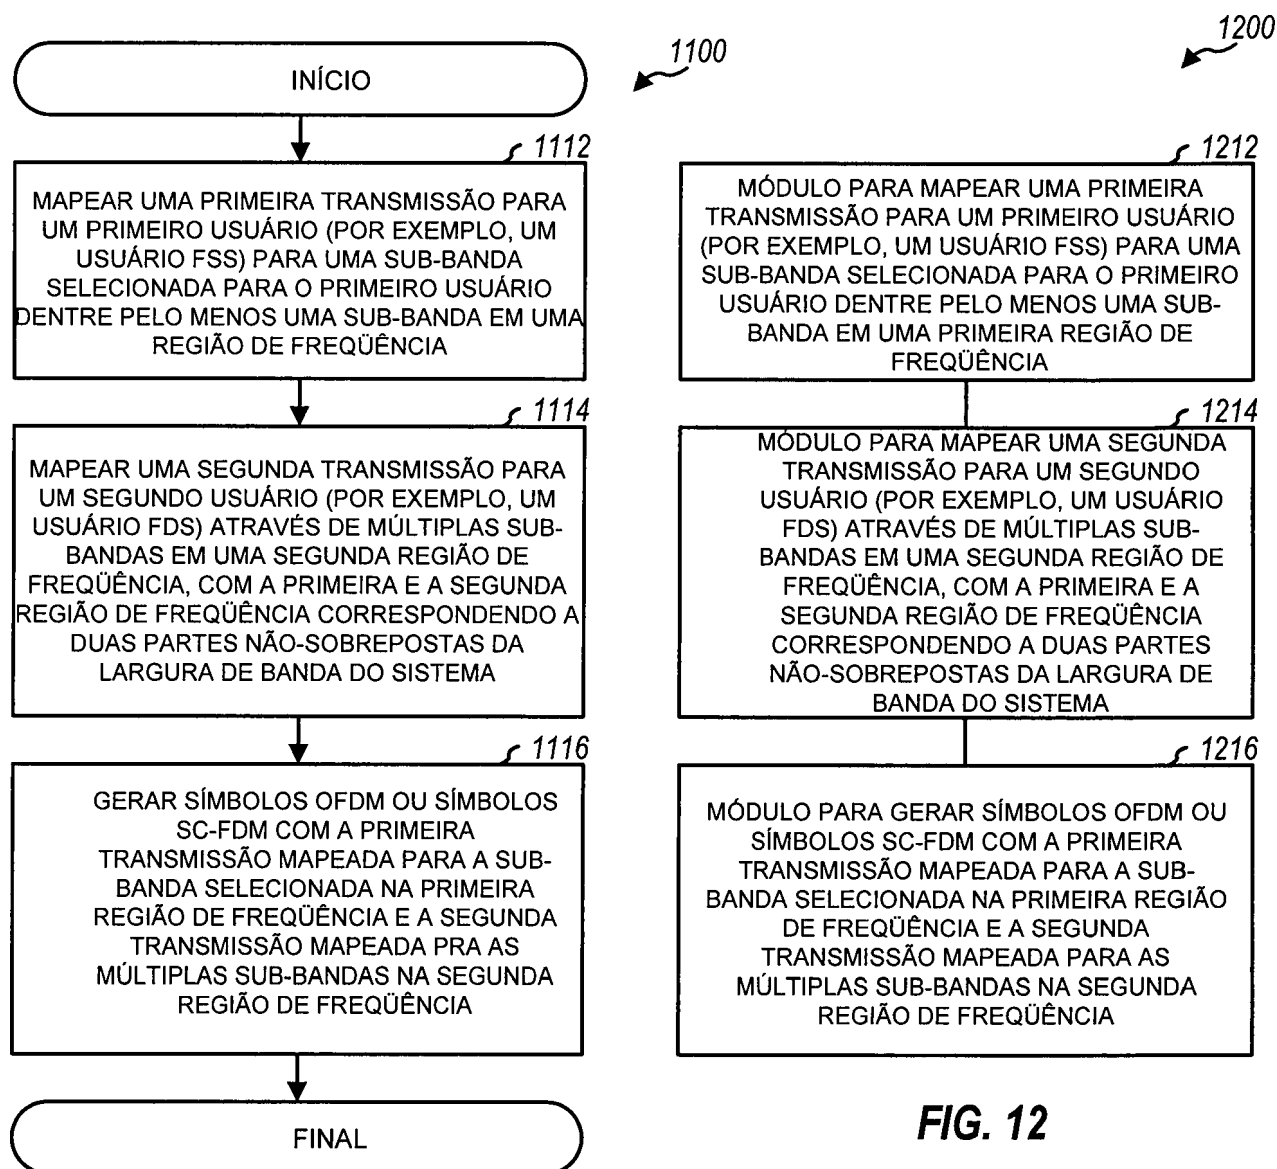 1100
INÍCIO
1112
MAPEAR UMA PRIMEIRA TRANSMISSÃO PARA
UM PRIMEIRO USUÁRIO (POR EXEMPLO, UM
USUÁRIO FSS) PARA UMA SUB-BANDA
SELECIONADA PARA O PRIMEIRO USUÁRIO
DENTRE PELO MENOS UMA SUB-BANDA EM UMA
REGIÃO DE FREQÜÊNCIA
1114
MAPEAR UMA SEGUNDA TRANSMISSÃO PARA
UM SEGUNDO USUÁRIO (POR EXEMPLO, UM
USUÁRIO FDS) ATRAVÉS DE MÚLTIPLAS SUB-
BANDAS EM UMA SEGUNDA REGIÃO DE
FREQÜÊNCIA, COM A PRIMEIRA E A SEGUNDA
REGIÃO DE FREQÜÊNCIA CORRESPONDENDO A
DUAS PARTES NÃO-SOBREPOSTAS DA
LARGURA DE BANDA DO SISTEMA
1116
GERAR SÍMBOLOS OFDM OU SÍMBOLOS
SC-FDM COM A PRIMEIRA
TRANSMISSÃO MAPEADA PARA A SUB-
BANDA SELECIONADA NA PRIMEIRA
REGIÃO DE FREQÜÊNCIA E A SEGUNDA
TRANSMISSÃO MAPEADA PRA AS
MÚLTIPLAS SUB-BANDAS NA SEGUNDA
REGIÃO DE FREQÜÊNCIA
FINAL
1200
1212
MÓDULO PARA MAPEAR UMA PRIMEIRA
TRANSMISSÃO PARA UM PRIMEIRO USUÁRIO
(POR EXEMPLO, UM USUÁRIO FSS) PARA UMA
SUB-BANDA SELECIONADA PARA O PRIMEIRO
USUÁRIO DENTRE PELO MENOS UMA SUB-
BANDA EM UMA PRIMEIRA REGIÃO DE
FREQÜÊNCIA
1214
MÓDULO PARA MAPEAR UMA SEGUNDA
TRANSMISSÃO PARA UM SEGUNDO
USUÁRIO (POR EXEMPLO, UM USUÁRIO
FDS) ATRAVÉS DE MÚLTIPLAS SUB-
BANDAS EM UMA SEGUNDA REGIÃO DE
FREQÜÊNCIA, COM A PRIMEIRA E A
SEGUNDA REGIÃO DE FREQÜÊNCIA
CORRESPONDENDO A DUAS PARTES
NÃO-SOBREPOSTAS DA LARGURA DE
BANDA DO SISTEMA
1216
MÓDULO PARA GERAR SÍMBOLOS OFDM OU
SÍMBOLOS SC-FDM COM A PRIMEIRA
TRANSMISSÃO MAPEADA PARA A SUB-
BANDA SELECIONADA NA PRIMEIRA REGIÃO
DE FREQÜÊNCIA E A SEGUNDA
TRANSMISSÃO MAPEADA PARA AS
MÚLTIPLAS SUB-BANDAS NA SEGUNDA
REGIÃO DE FREQÜÊNCIA
FIG. 12